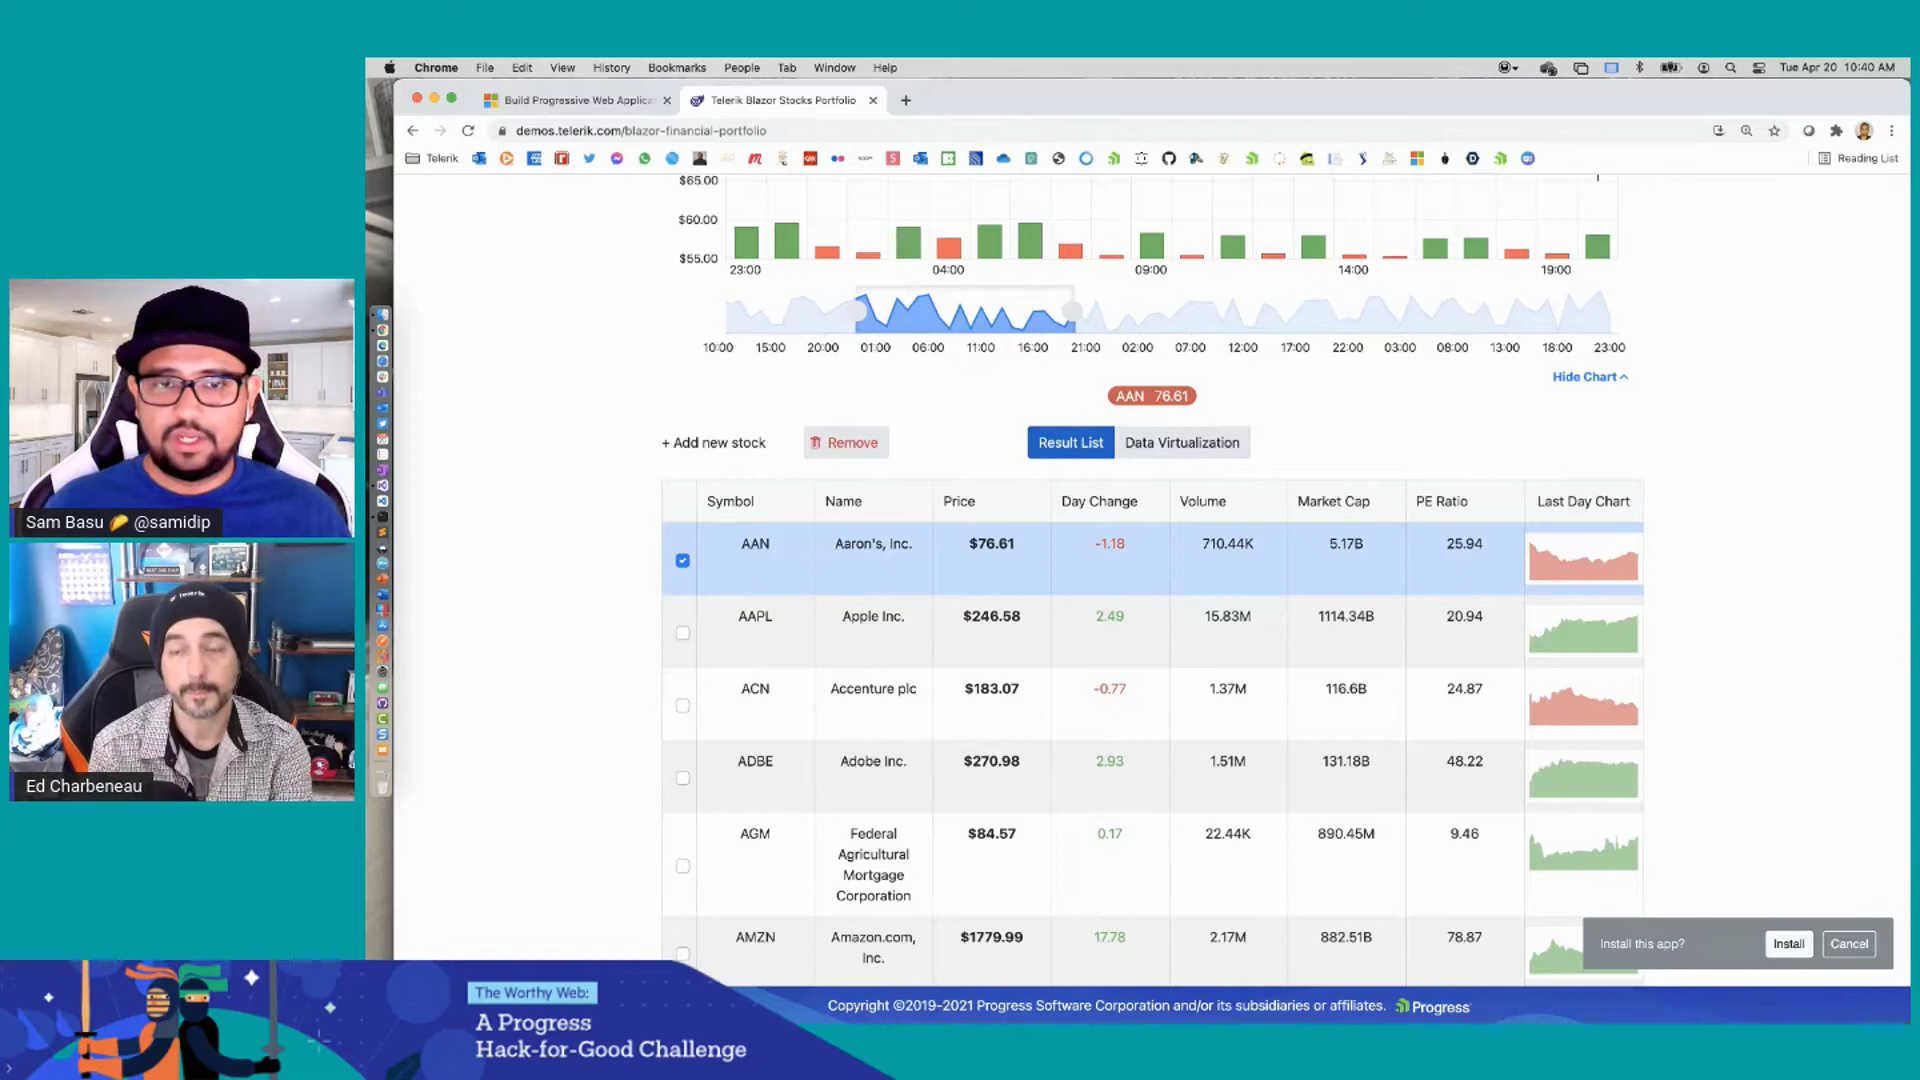 Chrome File Edit View History Bookmarks People Tab Window Help
Tue Apr 20 10:40 AM
Build Progressive Web Applica
Telerik Blazor Stocks Portfolio
demos.telerik.com/blazor-financial-portfolio
Telerik
Reading List
$65.00
$60.00
$55.00
23:00 04:00 09:00 14:00 19:00
10:00 15:00 20:00 01:00 06:00 11:00 16:00 21:00 02:00 07:00 12:00 17:00 22:00 03:00 08:00 13:00 18:00 23:00
Hide Chart
AAN 76.61
+ Add new stock
Remove
Result List
Data Virtualization
Symbol Name Price Day Change Volume Market Cap PE Ratio Last Day Chart
AAN Aaron's, Inc. $76.61 -1.18 710.44K 5.17B 25.94
AAPL Apple Inc. $246.58 2.49 15.83M 1114.34B 20.94
ACN Accenture plc $183.07 -0.77 1.37M 116.6B 24.87
ADBE Adobe Inc. $270.98 2.93 1.51M 131.18B 48.22
AGM Federal $84.57 0.17 22.44K 890.45M 9.46
Agricultural
Mortgage
Corporation
AMZN Amazon.com, $1779.99 17.78 2.17M 882.51B 78.87
Inc.
Install this app?
Install
Cancel
Sam Basu 🌮 @samidip
Ed Charbeneau
The Worthy Web:
A Progress
Hack-for-Good Challenge
Copyright ©2019-2021 Progress Software Corporation and/or its subsidiaries or affiliates.
Progress